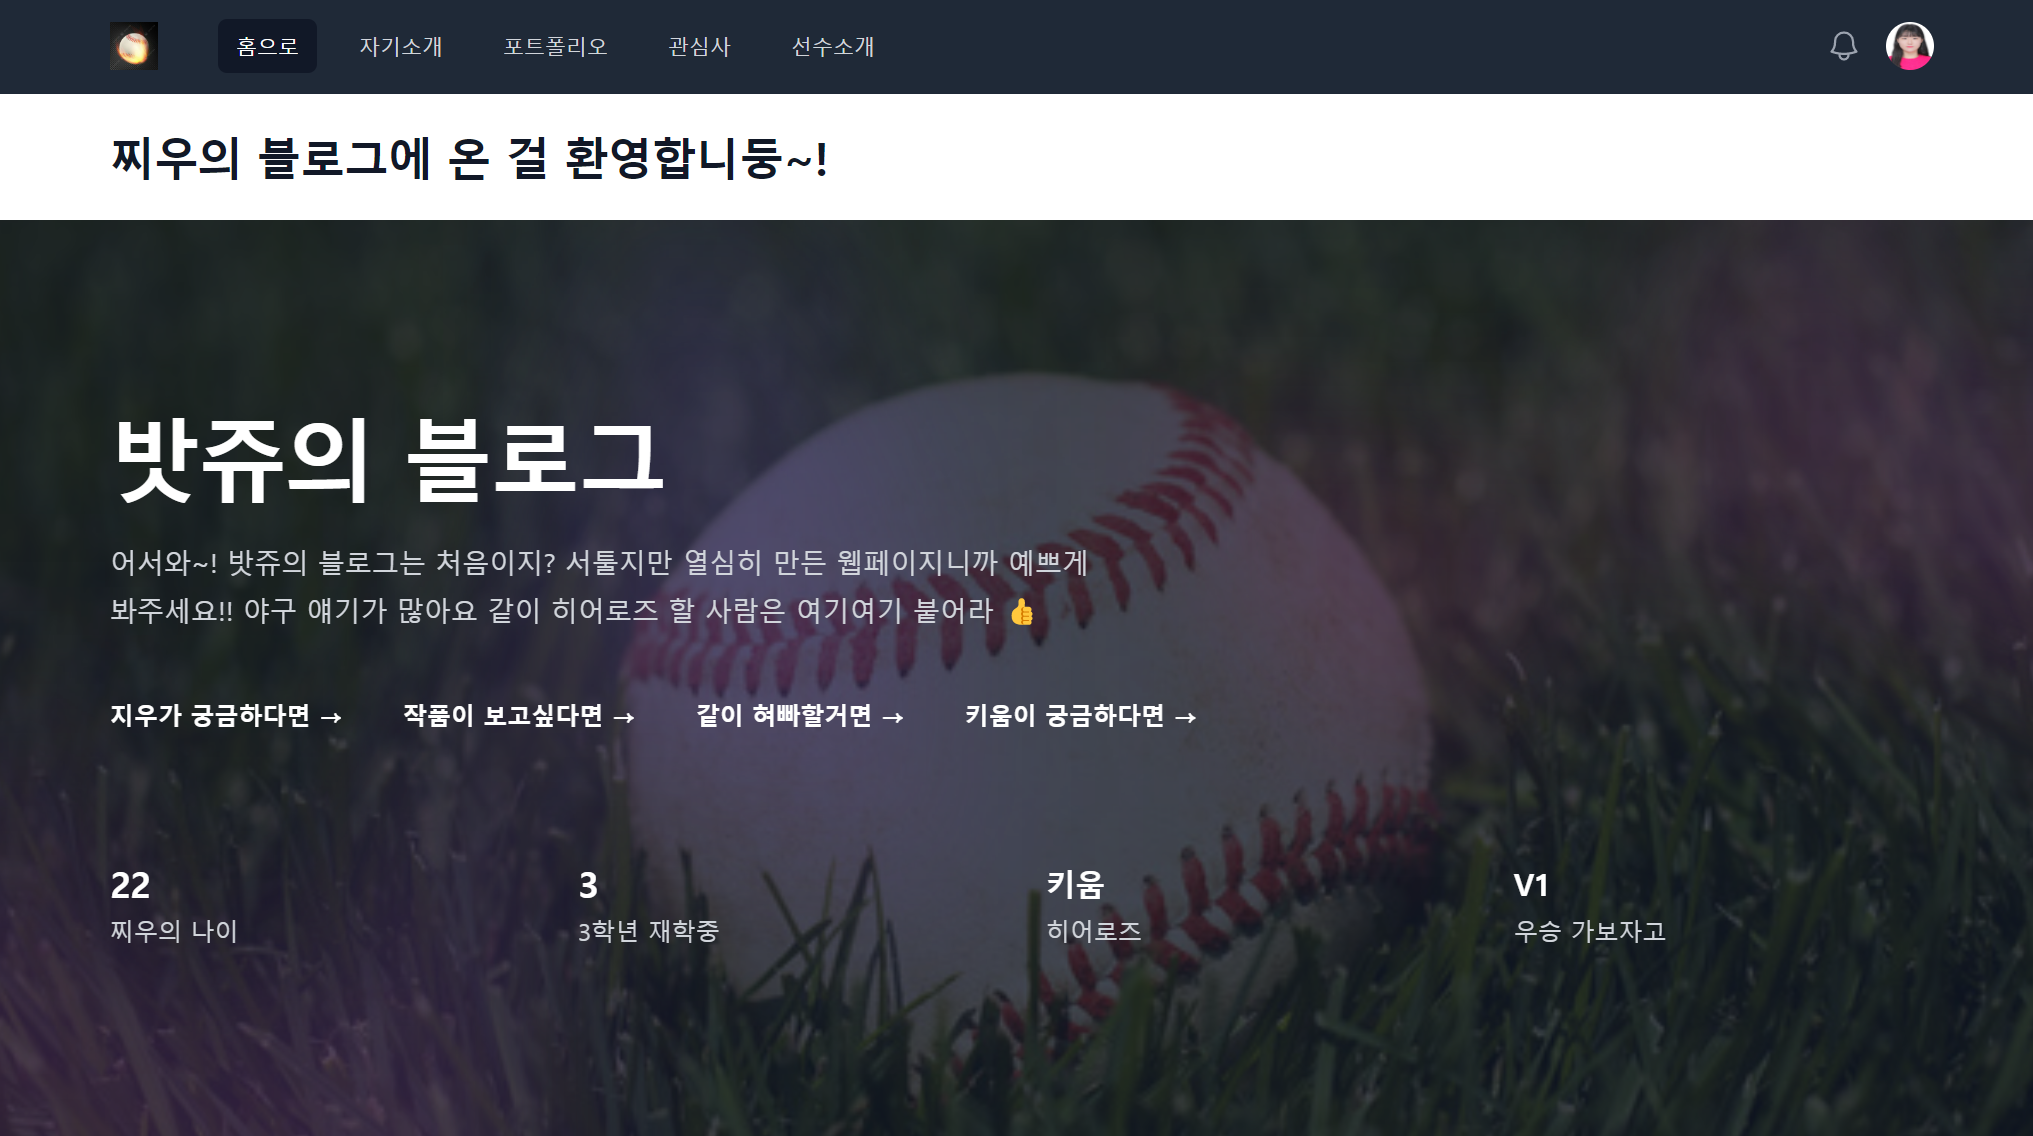 홈으로 자기소개 포트폴리오 관심사 선수소개
찌우의 블로그에 온 걸 환영합니둥~!
밧쥬의 블로그
어서와~! 밧쥬의 블로그는 처음이지? 서툴지만 열심히 만든 웹페이지니까 예쁘게
봐주세요!! 야구 얘기가 많아요 같이 히어로즈 할 사람은 여기여기 붙어라 👍
지우가 궁금하다면 → 작품이 보고싶다면 → 같이 혀빠할거면 → 키움이 궁금하다면 →
22 3 키움 V1
찌우의 나이 3학년 재학중 히어로즈 우승 가보자고